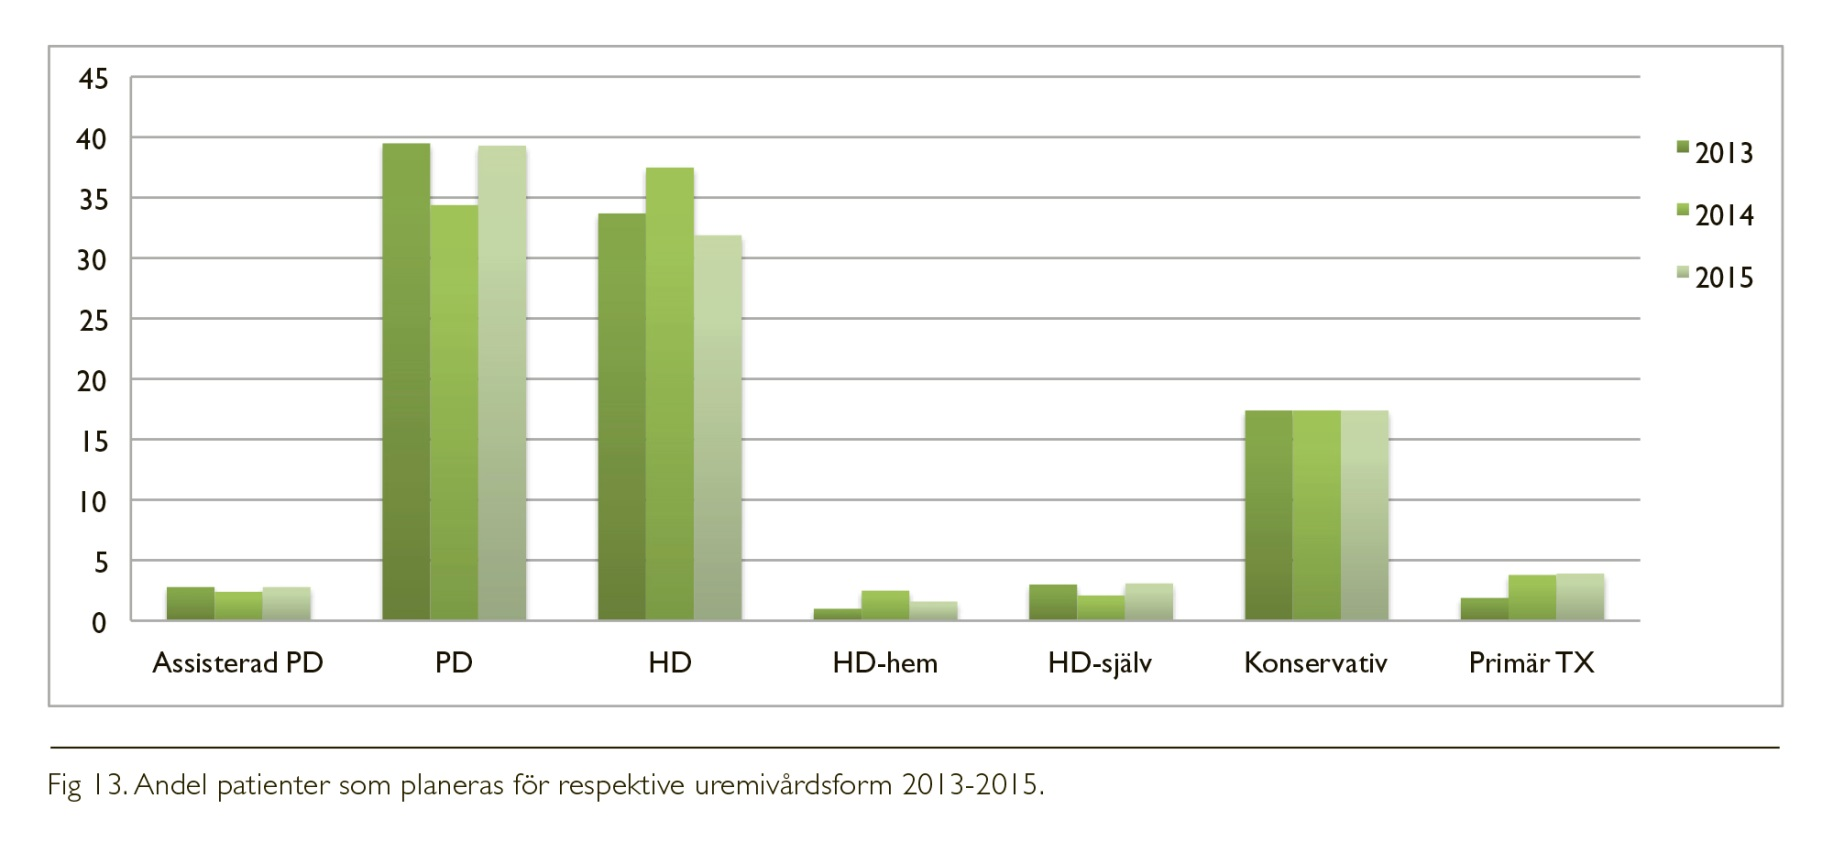 45
40
35
30
25
20
15
10
5
0
Assisterad PD
PD
HD
HD-hem
HD-själv
Konservativ
Primär TX
2013
2014
2015
Fig 13. Andel patienter som planeras för respektive uremivårdsform 2013-2015.